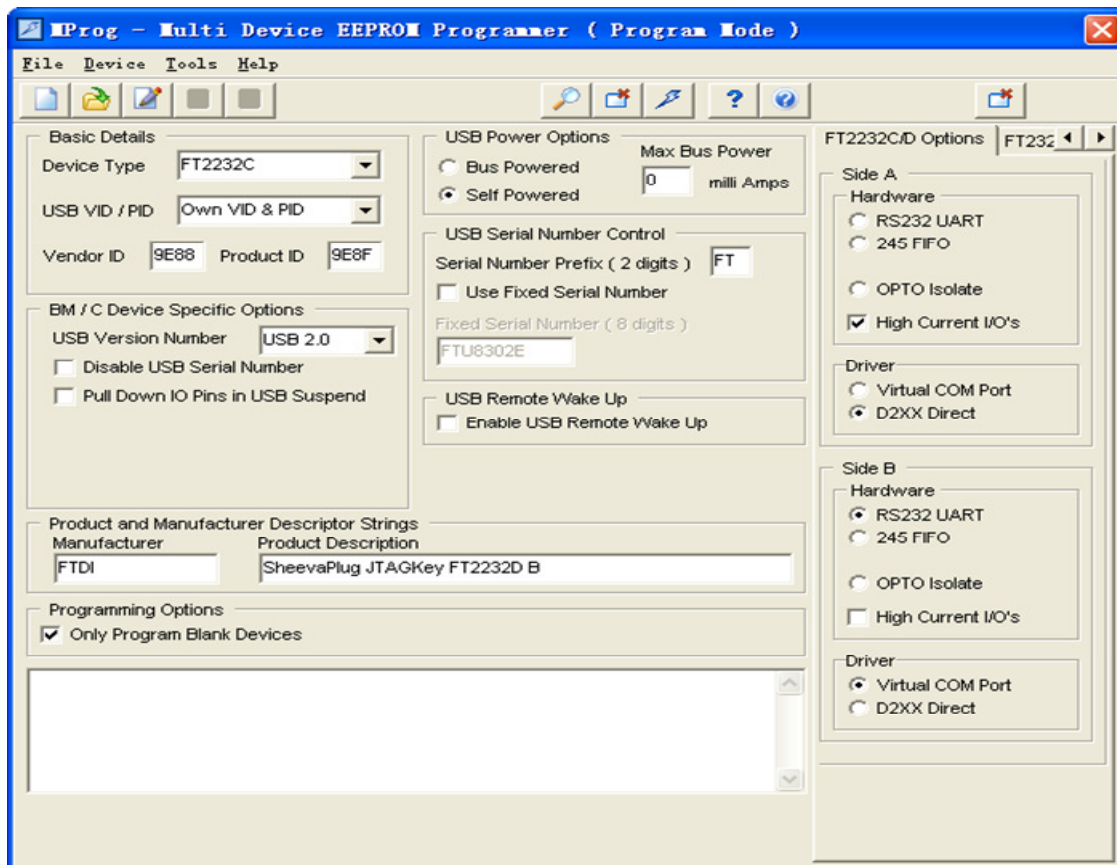 MProg - Multi Device EEPROM Programmer ( Program Mode )
File Device Tools Help
Basic Details
Device Type FT2232C
USB VID / PID Own VID & PID
Vendor ID 9E88 Product ID 9E8F
BM / C Device Specific Options
USB Version Number USB 2.0
Disable USB Serial Number
Pull Down IO Pins in USB Suspend
USB Power Options
Bus Powered
Self Powered
Max Bus Power
0 milli Amps
USB Serial Number Control
Serial Number Prefix ( 2 digits ) FT
Use Fixed Serial Number
Fixed Serial Number ( 8 digits )
FTU8302E
USB Remote Wake Up
Enable USB Remote Wake Up
Product and Manufacturer Descriptor Strings
Manufacturer Product Description
FTDI SheevaPlug JTAGKey FT2232D B
Programming Options
Only Program Blank Devices
FT2232C/D Options FT232
Side A
Hardware
RS232 UART
245 FIFO
OPTO Isolate
High Current I/O's
Driver
Virtual COM Port
D2XX Direct
Side B
Hardware
RS232 UART
245 FIFO
OPTO Isolate
High Current I/O's
Driver
Virtual COM Port
D2XX Direct